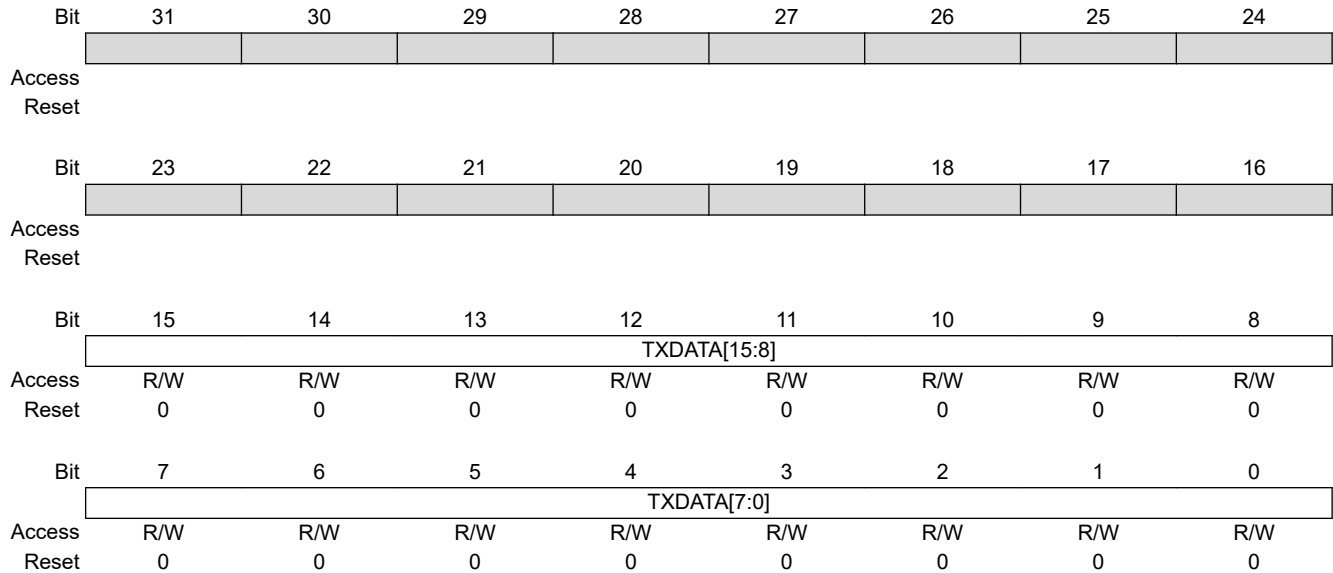 Bit 31 30 29 28 27 26 25 24
Access
Reset
Bit 23 22 21 20 19 18 17 16
Access
Reset
Bit 15 14 13 12 11 10 9 8
TXDATA[15:8]
Access R/W R/W R/W R/W R/W R/W R/W R/W
Reset 0 0 0 0 0 0 0 0
Bit 7 6 5 4 3 2 1 0
TXDATA[7:0]
Access R/W R/W R/W R/W R/W R/W R/W R/W
Reset 0 0 0 0 0 0 0 0